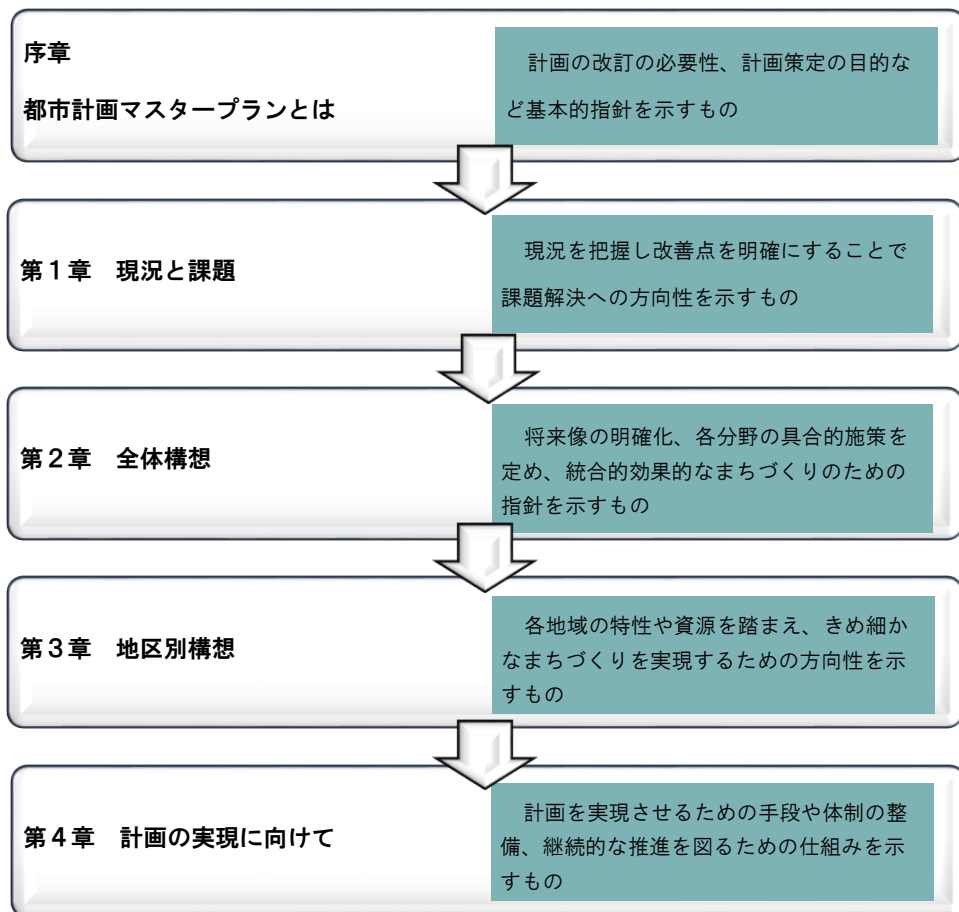 序章
都市計画マスタープランとは
計画の改訂の必要性、計画策定の目的な
ど基本的指針を示すもの
第１章　現況と課題
現況を把握し改善点を明確にすることで
課題解決への方向性を示すもの
第２章　全体構想
将来像の明確化、各分野の具合的施策を
定め、統合的効果的なまちづくりのための
指針を示すもの
第３章　地区別構想
各地域の特性や資源を踏まえ、きめ細か
なまちづくりを実現するための方向性を示
すもの
第４章　計画の実現に向けて
計画を実現させるための手段や体制の整
備、継続的な推進を図るための仕組みを示
すもの